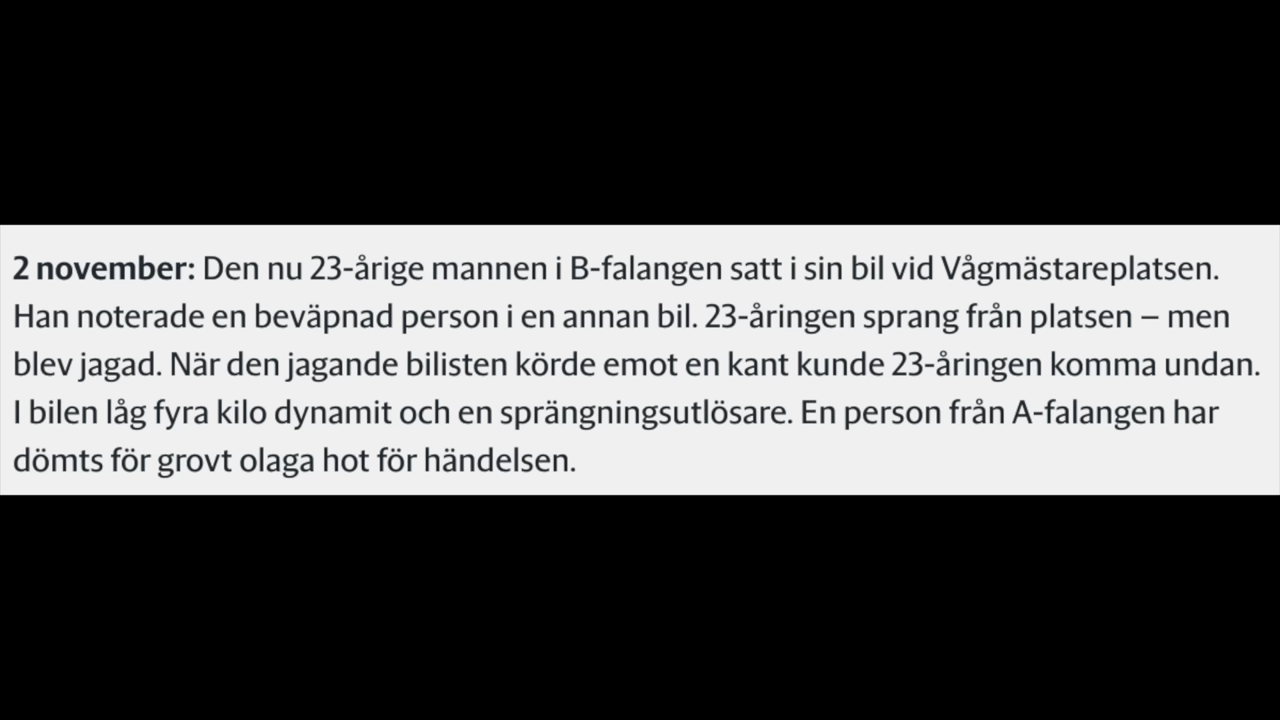 2 november: Den nu 23-årige mannen i B-falangen satt i sin bil vid Vågmästareplatsen.
Han noterade en beväpnad person i en annan bil. 23-åringen sprang från platsen – men
blev jagad. När den jagande bilisten körde emot en kant kunde 23-åringen komma undan.
I bilen låg fyra kilo dynamit och en sprängningsutlösare. En person från A-falangen har
dömts för grovt olaga hot för händelsen.